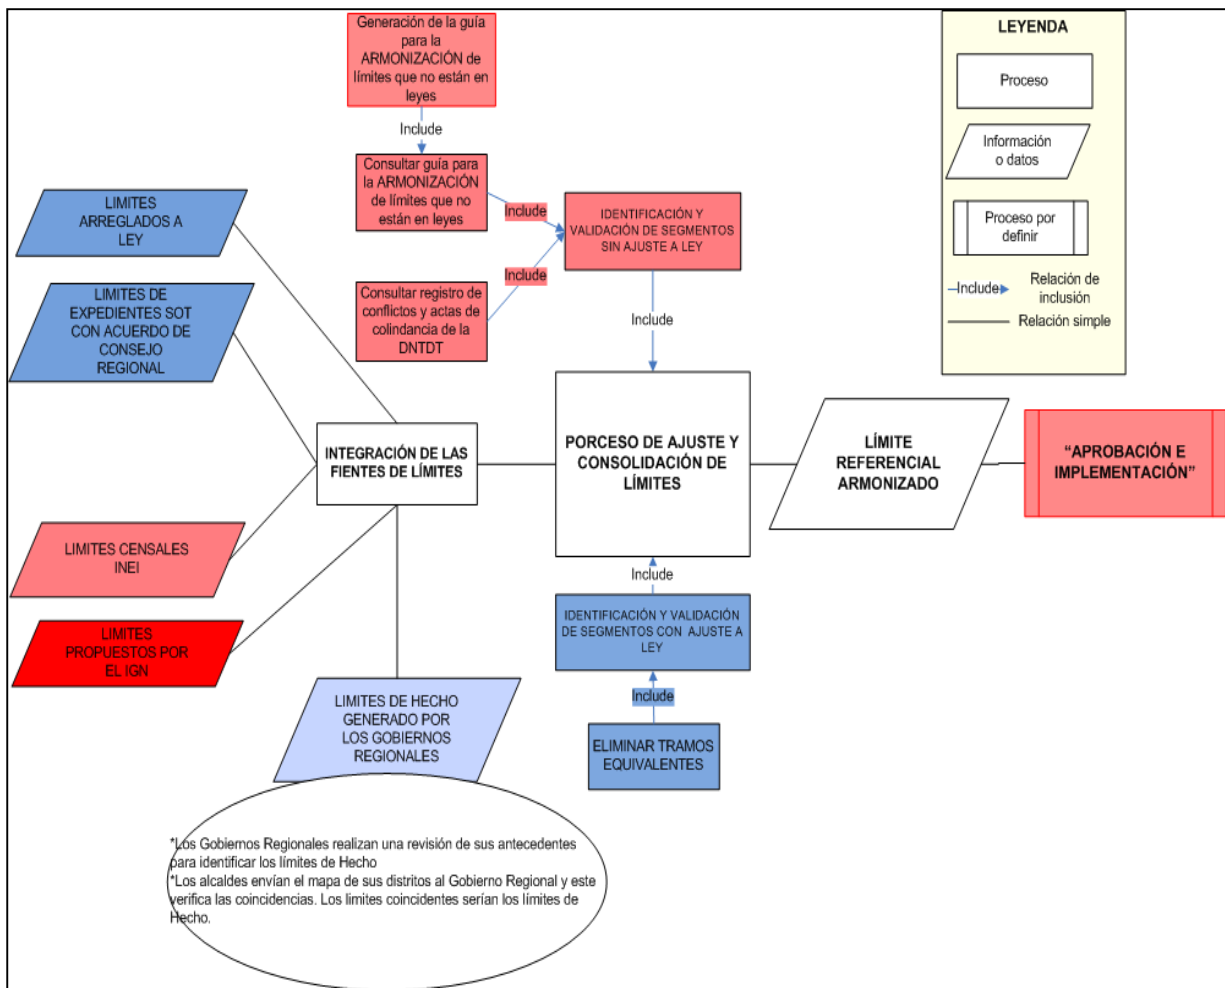 Generación de la guía
para la
ARMONIZACIÓN de
límites que no están en
leyes
Include
Consultar guía para
la ARMONIZACIÓN
de límites que no
están en leyes
Include
Consultar registro de
conflictos y actas de
colindancia de la
DNTDT
Include
IDENTIFICACIÓN Y
VALIDACIÓN DE SEGMENTOS
SIN AJUSTE A LEY
Include
LEYENDA
Proceso
Información
o datos
Proceso por
definir
Include
Relación de
inclusión
Relación simple
LIMITES
ARREGLADOS A
LEY
LIMITES DE
EXPEDIENTES SOT
CON ACUERDO DE
CONSEJO
REGIONAL
LIMITES CENSALES
INEI
LIMITES
PROPUESTOS POR
EL IGN
INTEGRACIÓN DE LAS
FIENTES DE LÍMITES
PORCESO DE AJUSTE Y
CONSOLIDACIÓN DE
LÍMITES
LÍMITE
REFERENCIAL
ARMONIZADO
“APROBACIÓN E
IMPLEMENTACIÓN”
Include
IDENTIFICACIÓN Y VALIDACIÓN
DE SEGMENTOS CON AJUSTE A
LEY
Include
ELIMINAR TRAMOS
EQUIVALENTES
LIMITES DE HECHO
GENERADO POR
LOS GOBIERNOS
REGIONALES
*Los Gobiernos Regionales realizan una revisión de sus antecedentes
para identificar los límites de Hecho
*Los alcaldes envían el mapa de sus distritos al Gobierno Regional y este
verifica las coincidencias. Los limites coincidentes serían los límites de
Hecho.